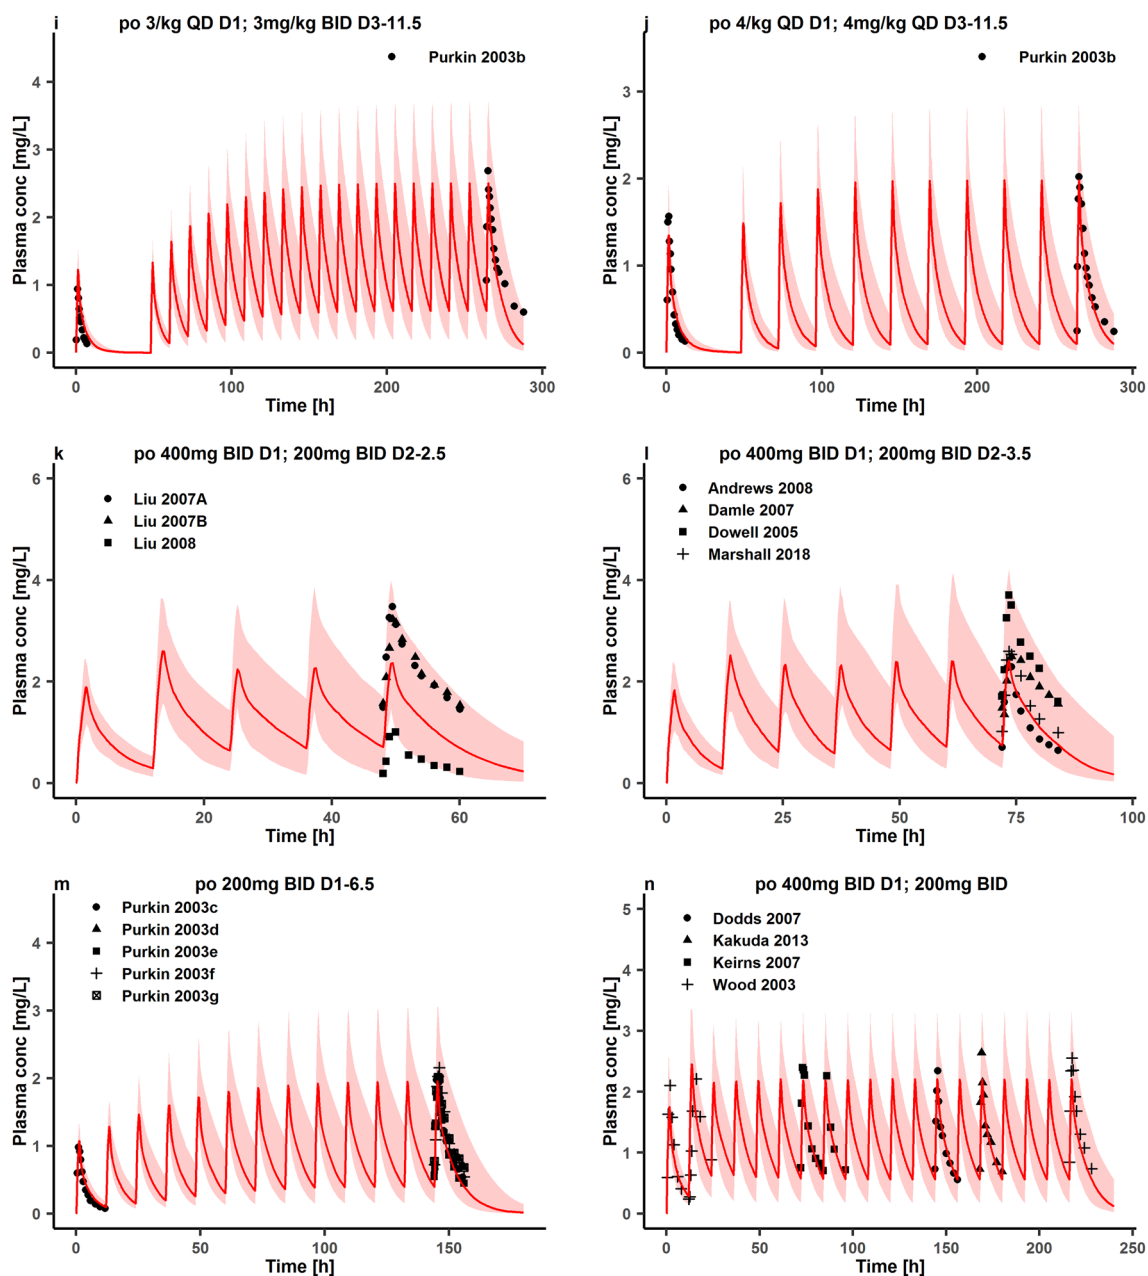 i po 3/kg QD D1; 3mg/kg BID D3-11.5
Purkin 2003b
Plasma conc [mg/L]
4
3
2
1
0
0 100 200 300
Time [h]
j po 4/kg QD D1; 4mg/kg QD D3-11.5
Purkin 2003b
Plasma conc [mg/L]
3
2
1
0
0 100 200 300
Time [h]
k po 400mg BID D1; 200mg BID D2-2.5
Liu 2007A
Liu 2007B
Liu 2008
Plasma conc [mg/L]
6
4
2
0
0 20 40 60
Time [h]
l po 400mg BID D1; 200mg BID D2-3.5
Andrews 2008
Damle 2007
Dowell 2005
Marshall 2018
Plasma conc [mg/L]
6
4
2
0
0 25 50 75 100
Time [h]
m po 200mg BID D1-6.5
Purkin 2003c
Purkin 2003d
Purkin 2003e
Purkin 2003f
Purkin 2003g
Plasma conc [mg/L]
4
3
2
1
0
0 50 100 150
Time [h]
n po 400mg BID D1; 200mg BID
Dodds 2007
Kakuda 2013
Keirns 2007
Wood 2003
Plasma conc [mg/L]
5
4
3
2
1
0
0 50 100 150 200 250
Time [h]